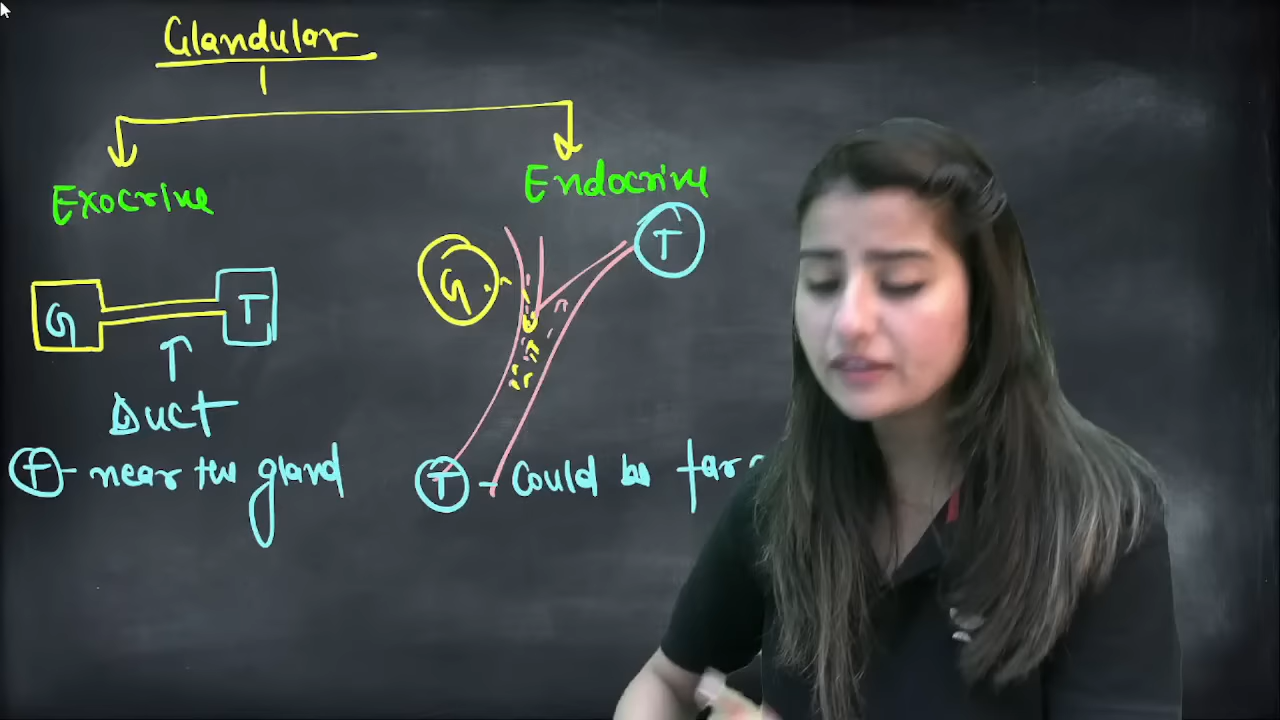 Glandular
Exocrine
Endocrine
G
T
G
T
Duct
T - near the gland
T - Could be far